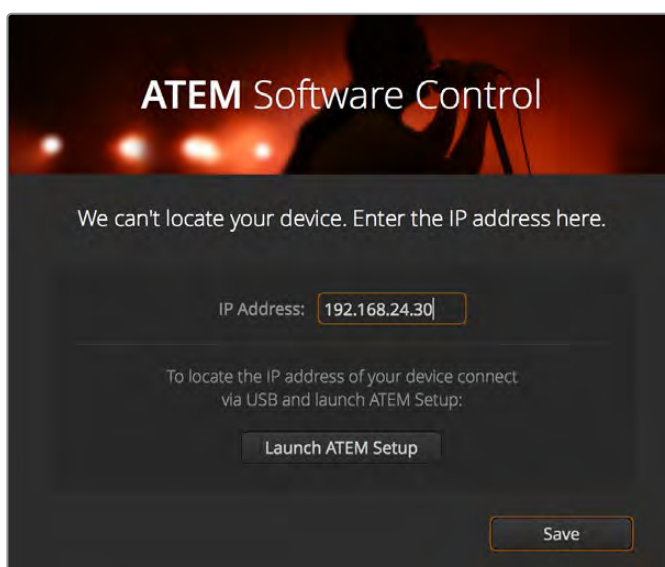 ATEM Software Control
We can't locate your device. Enter the IP address here.
IP Address: 192.168.24.30
To locate the IP address of your device connect
via USB and launch ATEM Setup:
Launch ATEM Setup
Save